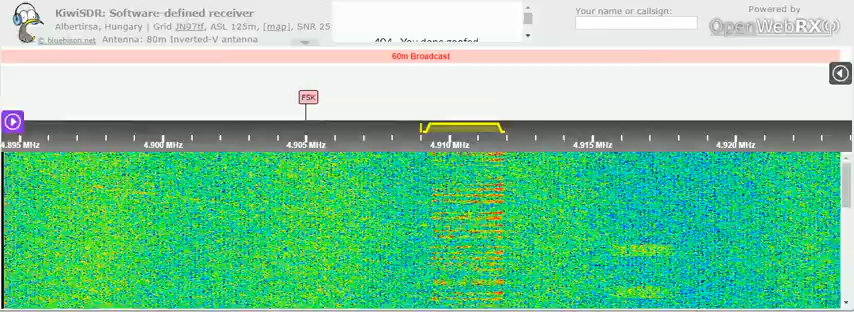 KiwiSDR: Software-defined receiver
Albertirsa, Hungary | Grid JN97tf, ASL 125m, [map], SNR 25
© bluebison.net Antenna: 80m Inverted-V antenna
Your name or callsign:
Powered by
OpenWebRX
60m Broadcast
FSK
4.895 MHz 4.900 MHz 4.905 MHz 4.910 MHz 4.915 MHz 4.920 MHz